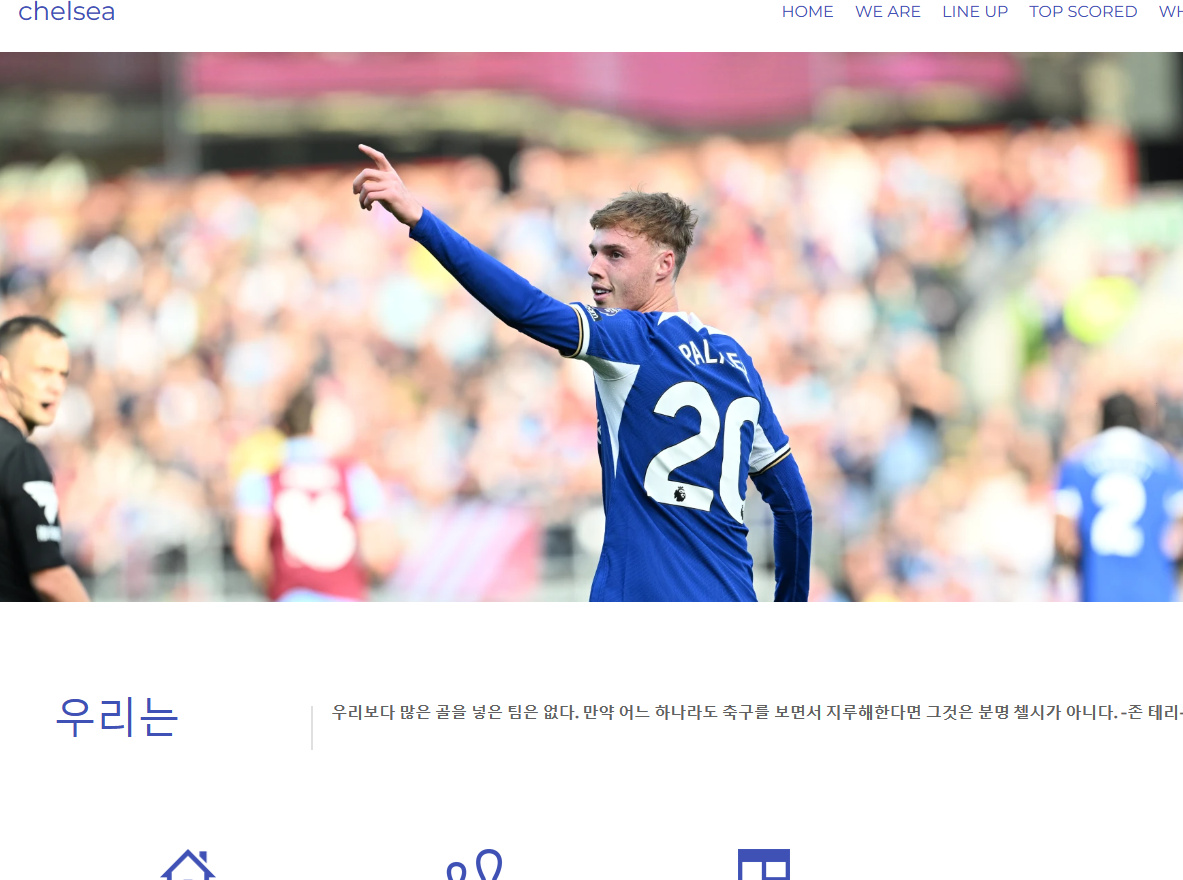 chelsea
HOME WE ARE LINE UP TOP SCORED
20
2
우리는
우리보다 많은 골을 넣은 팀은 없다. 만약 어느 하나라도 축구를 보면서 지루해한다면 그것은 분명 첼시가 아니다. -존 테리-